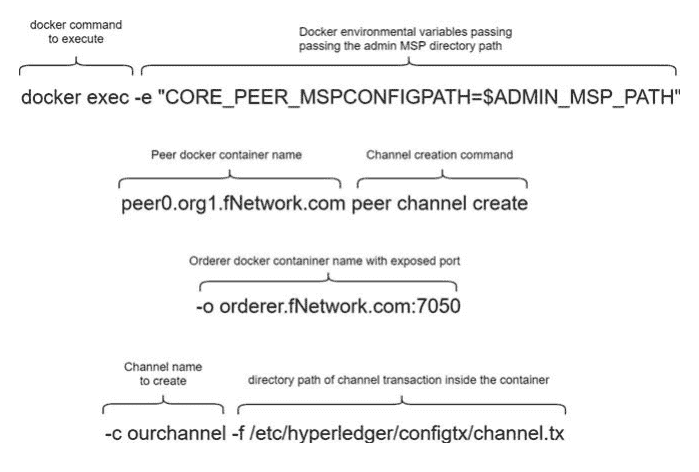 docker command
to execute
Docker environmental variables passing
passing the admin MSP directory path
docker exec -e "CORE_PEER_MSPCONFIGPATH=$ADMIN_MSP_PATH"
Peer docker container name
Channel creation command
peer0.org1.fNetwork.com peer channel create
Orderer docker contaniner name with exposed port
-o orderer.fNetwork.com:7050
Channel name
to create
directory path of channel transaction inside the container
-c ourchannel -f /etc/hyperledger/configtx/channel.tx